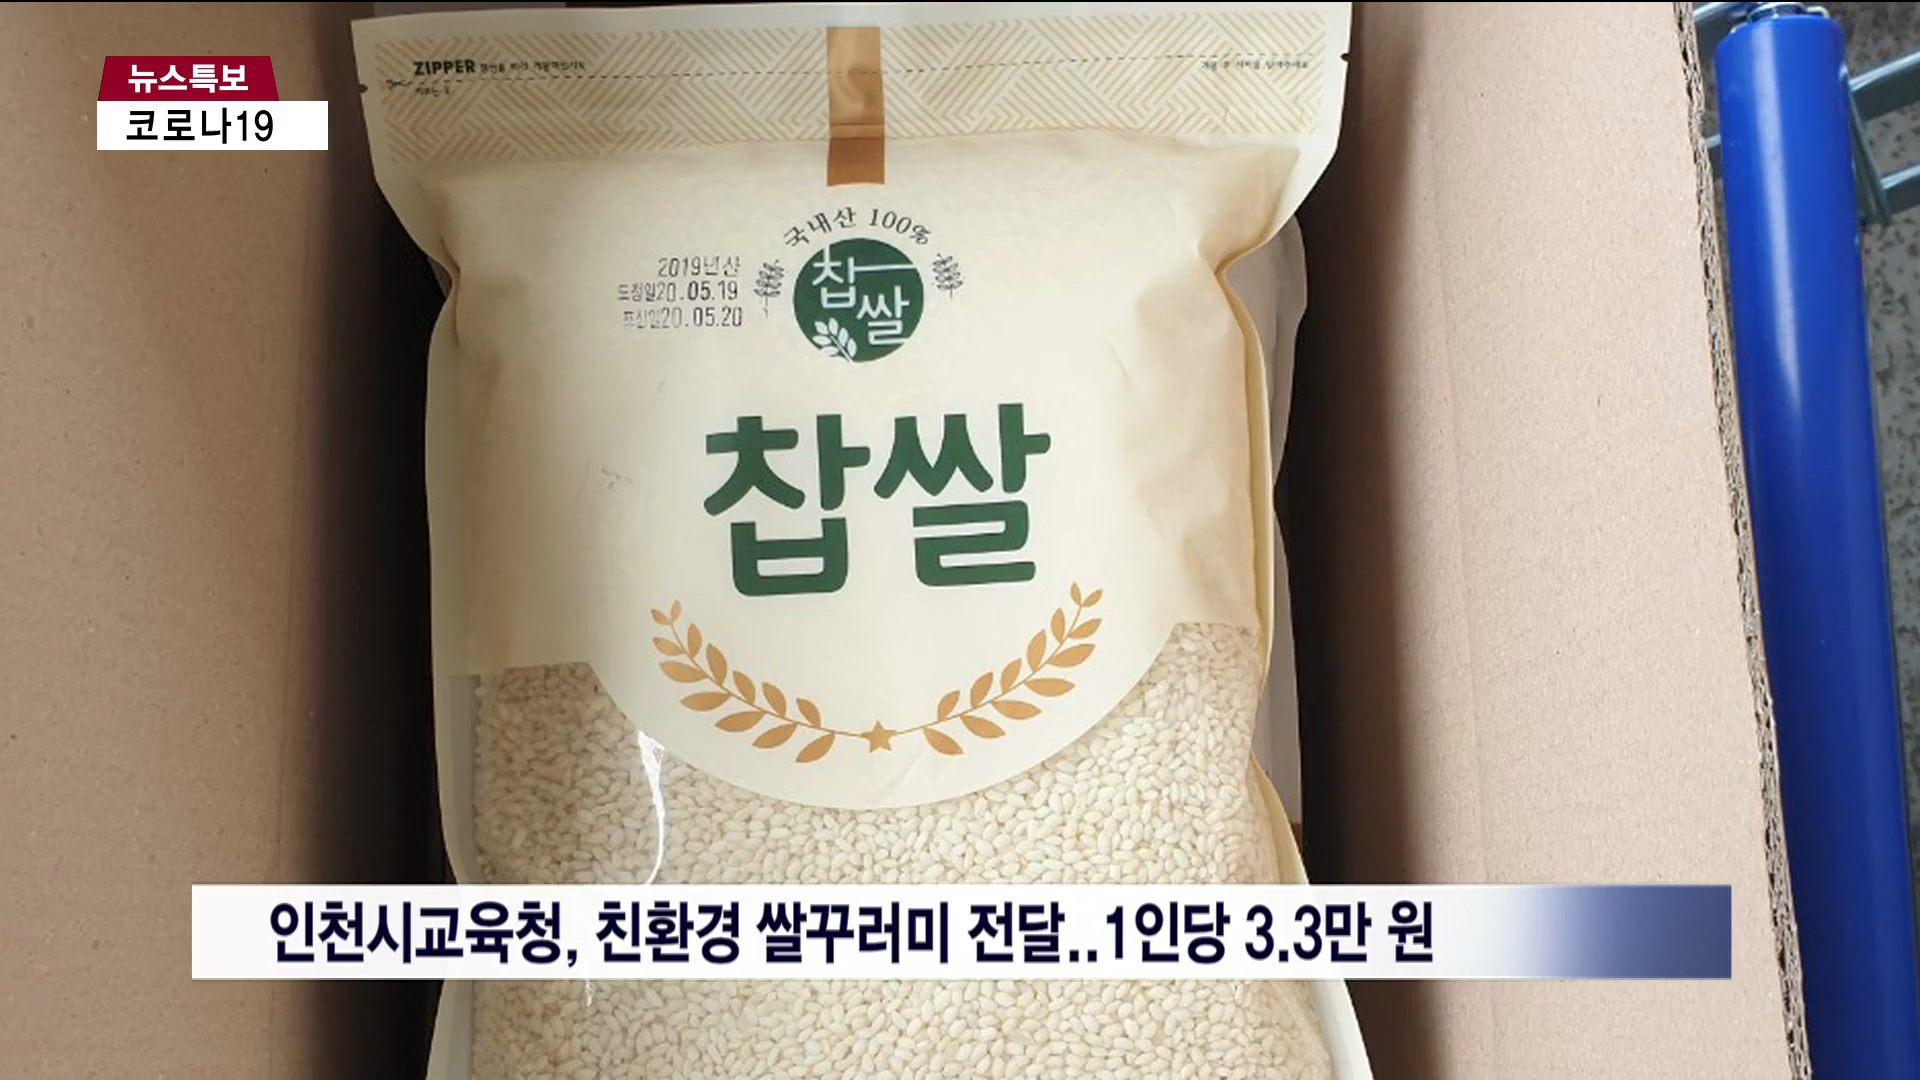 뉴스특보
코로나19
ZIPPER
국내산 100%
찹쌀
2019년산
도정일20.05.19
포장일20.05.20
찹쌀
인천시교육청, 친환경 쌀꾸러미 전달..1인당 3.3만 원